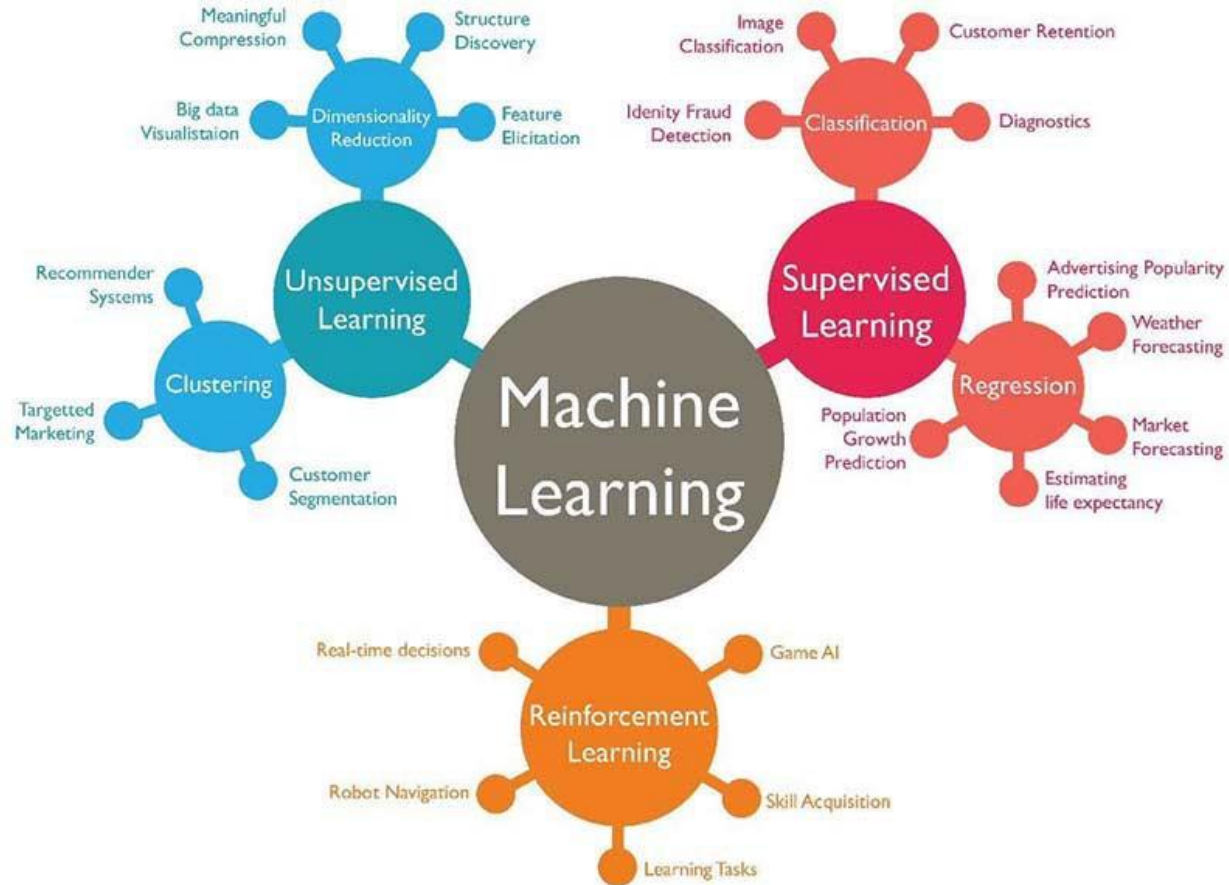 Meaningful
Compression
Structure
Discovery
Big data
Visualistaion
Dimensionality
Reduction
Feature
Elicitation
Image
Classification
Customer Retention
Idenity Fraud
Detection
Classification
Diagnostics
Recommender
Systems
Unsupervised
Learning
Clustering
Targetted
Marketing
Customer
Segmentation
Supervised
Learning
Advertising Popularity
Prediction
Weather
Forecasting
Regression
Population
Growth
Prediction
Market
Forecasting
Estimating
life expectancy
Machine
Learning
Real-time decisions
Game AI
Reinforcement
Learning
Robot Navigation
Skill Acquisition
Learning Tasks